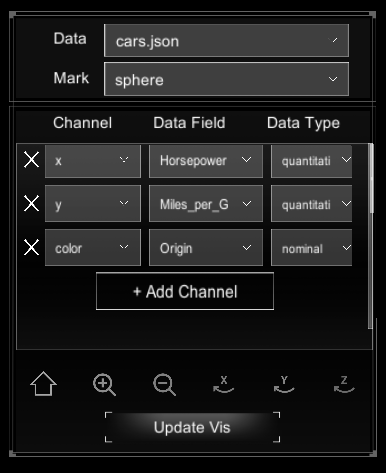 Data cars.json
Mark sphere
Channel Data Field Data Type
x Horsepower quantitati
y Miles_per_G quantitati
color Origin nominal
+ Add Channel
X Y Z
Update Vis